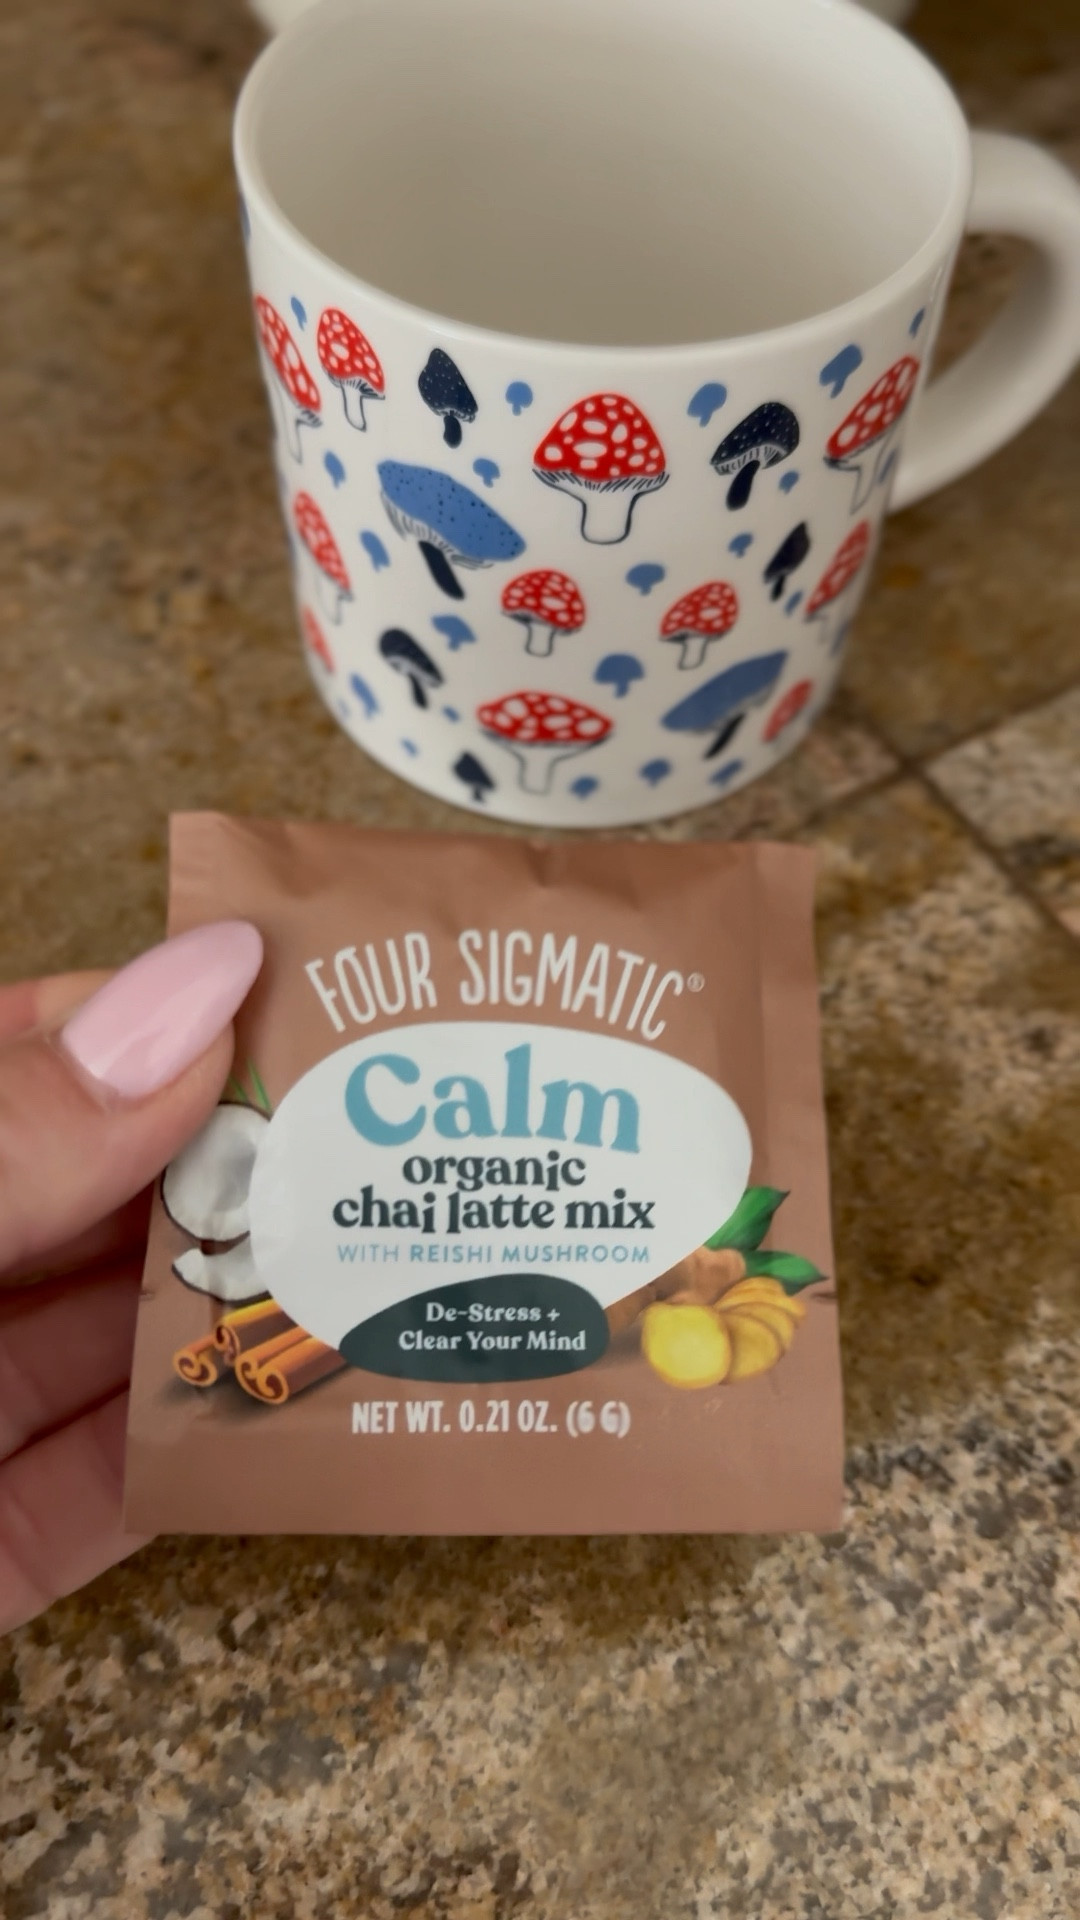 FOUR SIGMATIC®
Calm
organic
chai latte mix
WITH REISHI MUSHROOM
De-Stress +
Clear Your Mind
NET WT. 0.21 OZ. (6 G)